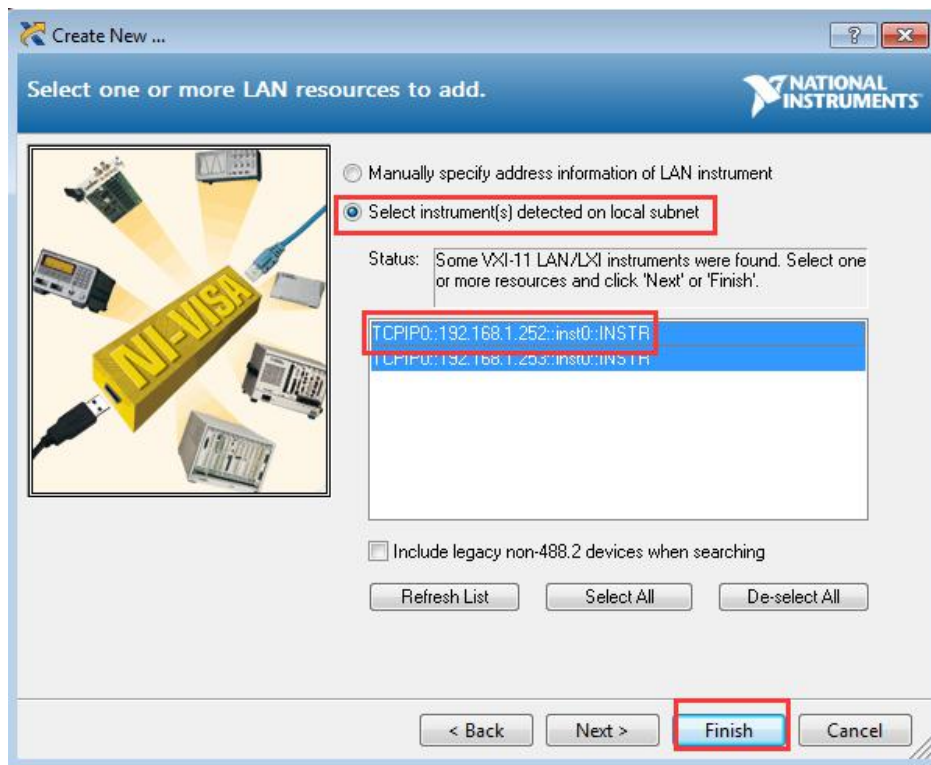 Create New ...
Select one or more LAN resources to add.
NATIONAL
INSTRUMENTS
NI-VISA
Manually specify address information of LAN instrument
Select instrument(s) detected on local subnet
Status:
Some VXI-11 LAN/LXI instruments were found. Select one
or more resources and click 'Next' or 'Finish'.
TCPIP0::192.168.1.252::inst0::INSTR
TCPIP0::192.168.1.253::inst0::INSTR
Include legacy non-488.2 devices when searching
Refresh List
Select All
De-select All
< Back
Next >
Finish
Cancel